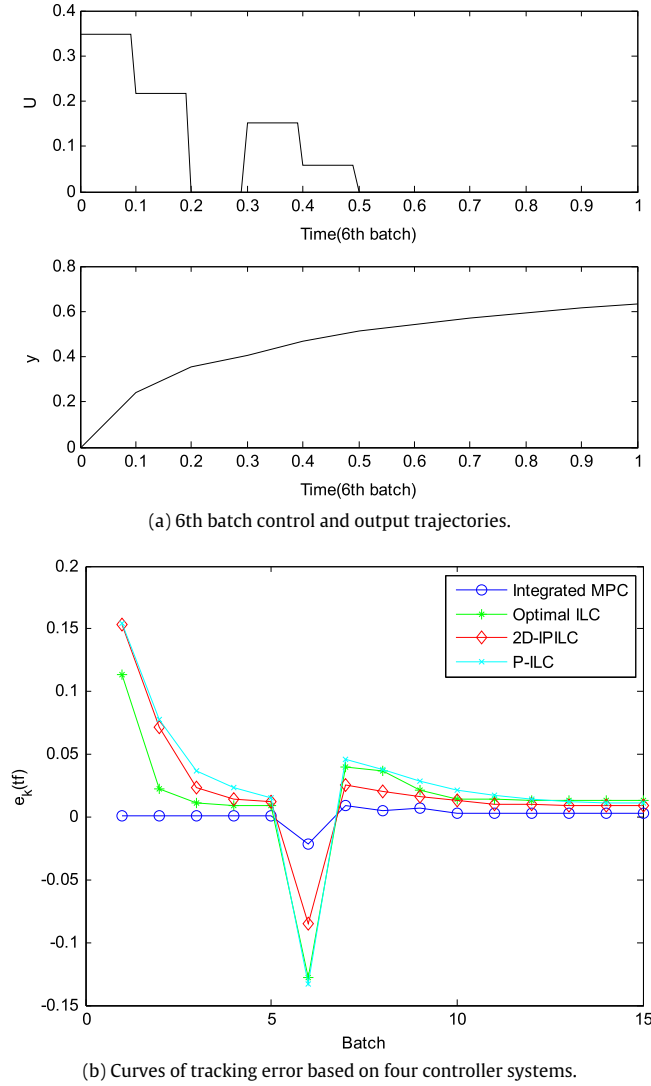 0.4
0.3
0.2
0.1
0
U
0 0.1 0.2 0.3 0.4 0.5 0.6 0.7 0.8 0.9 1
Time(6th batch)
0.8
0.6
0.4
0.2
0
y
0 0.1 0.2 0.3 0.4 0.5 0.6 0.7 0.8 0.9 1
Time(6th batch)
(a) 6th batch control and output trajectories.
0.2
0.15
0.1
0.05
0
-0.05
-0.1
-0.15
e_k(tf)
Integrated MPC
Optimal ILC
2D-IPILC
P-ILC
0 5 10 15
Batch
(b) Curves of tracking error based on four controller systems.